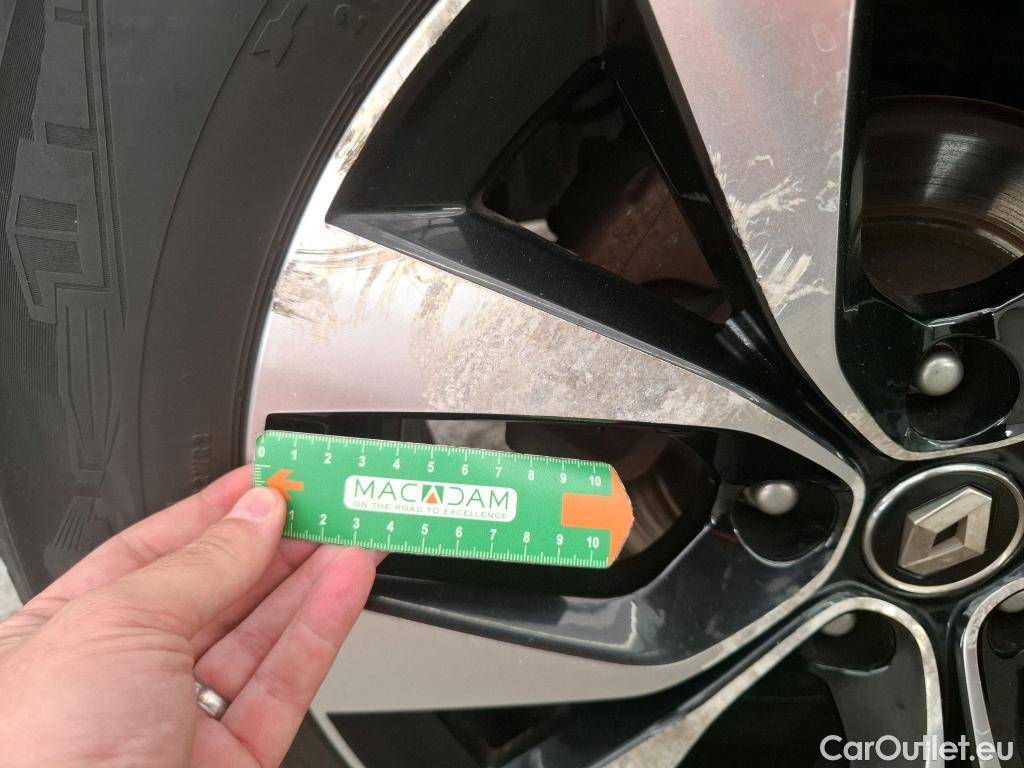 0 1 2 3 4 5 6 7 8 9 10
MACADAM
ON THE ROAD TO EXCELLENCE
1 2 3 4 5 6 7 8 9 10
CarOutlet.eu